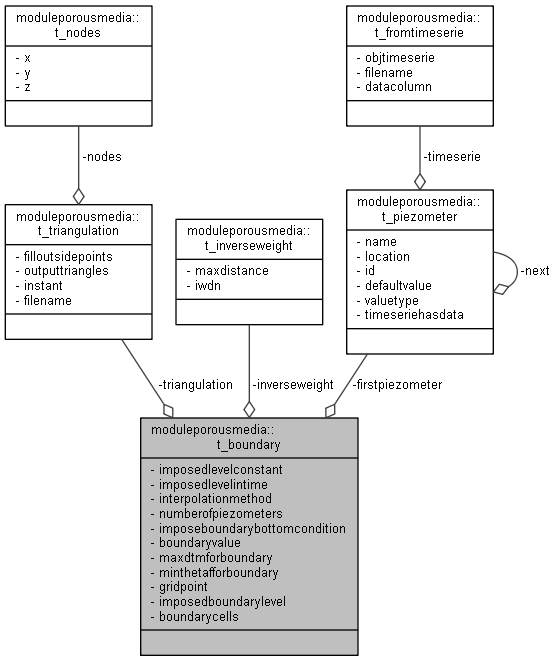 moduleporousmedia::
t_nodes
- x
- y
- z
moduleporousmedia::
t_fromtimeserie
- objtimeserie
- filename
- datacolumn
-nodes
-timeserie
moduleporousmedia::
t_triangulation
- filloutsidepoints
- outputtriangles
- instant
- filename
moduleporousmedia::
t_inverseweight
- maxdistance
- iwdn
moduleporousmedia::
t_piezometer
- name
- location
- id
- defaultvalue
- valuetype
- timeseriehasdata
-next
-triangulation
-inverseweight
-firstpiezometer
moduleporousmedia::
t_boundary
- imposedlevelconstant
- imposedlevelintime
- interpolationmethod
- numberofpiezometers
- imposeboundarybottomcondition
- boundaryvalue
- maxdtmforboundary
- minthetafforboundary
- gridpoint
- imposedboundarylevel
- boundarycells